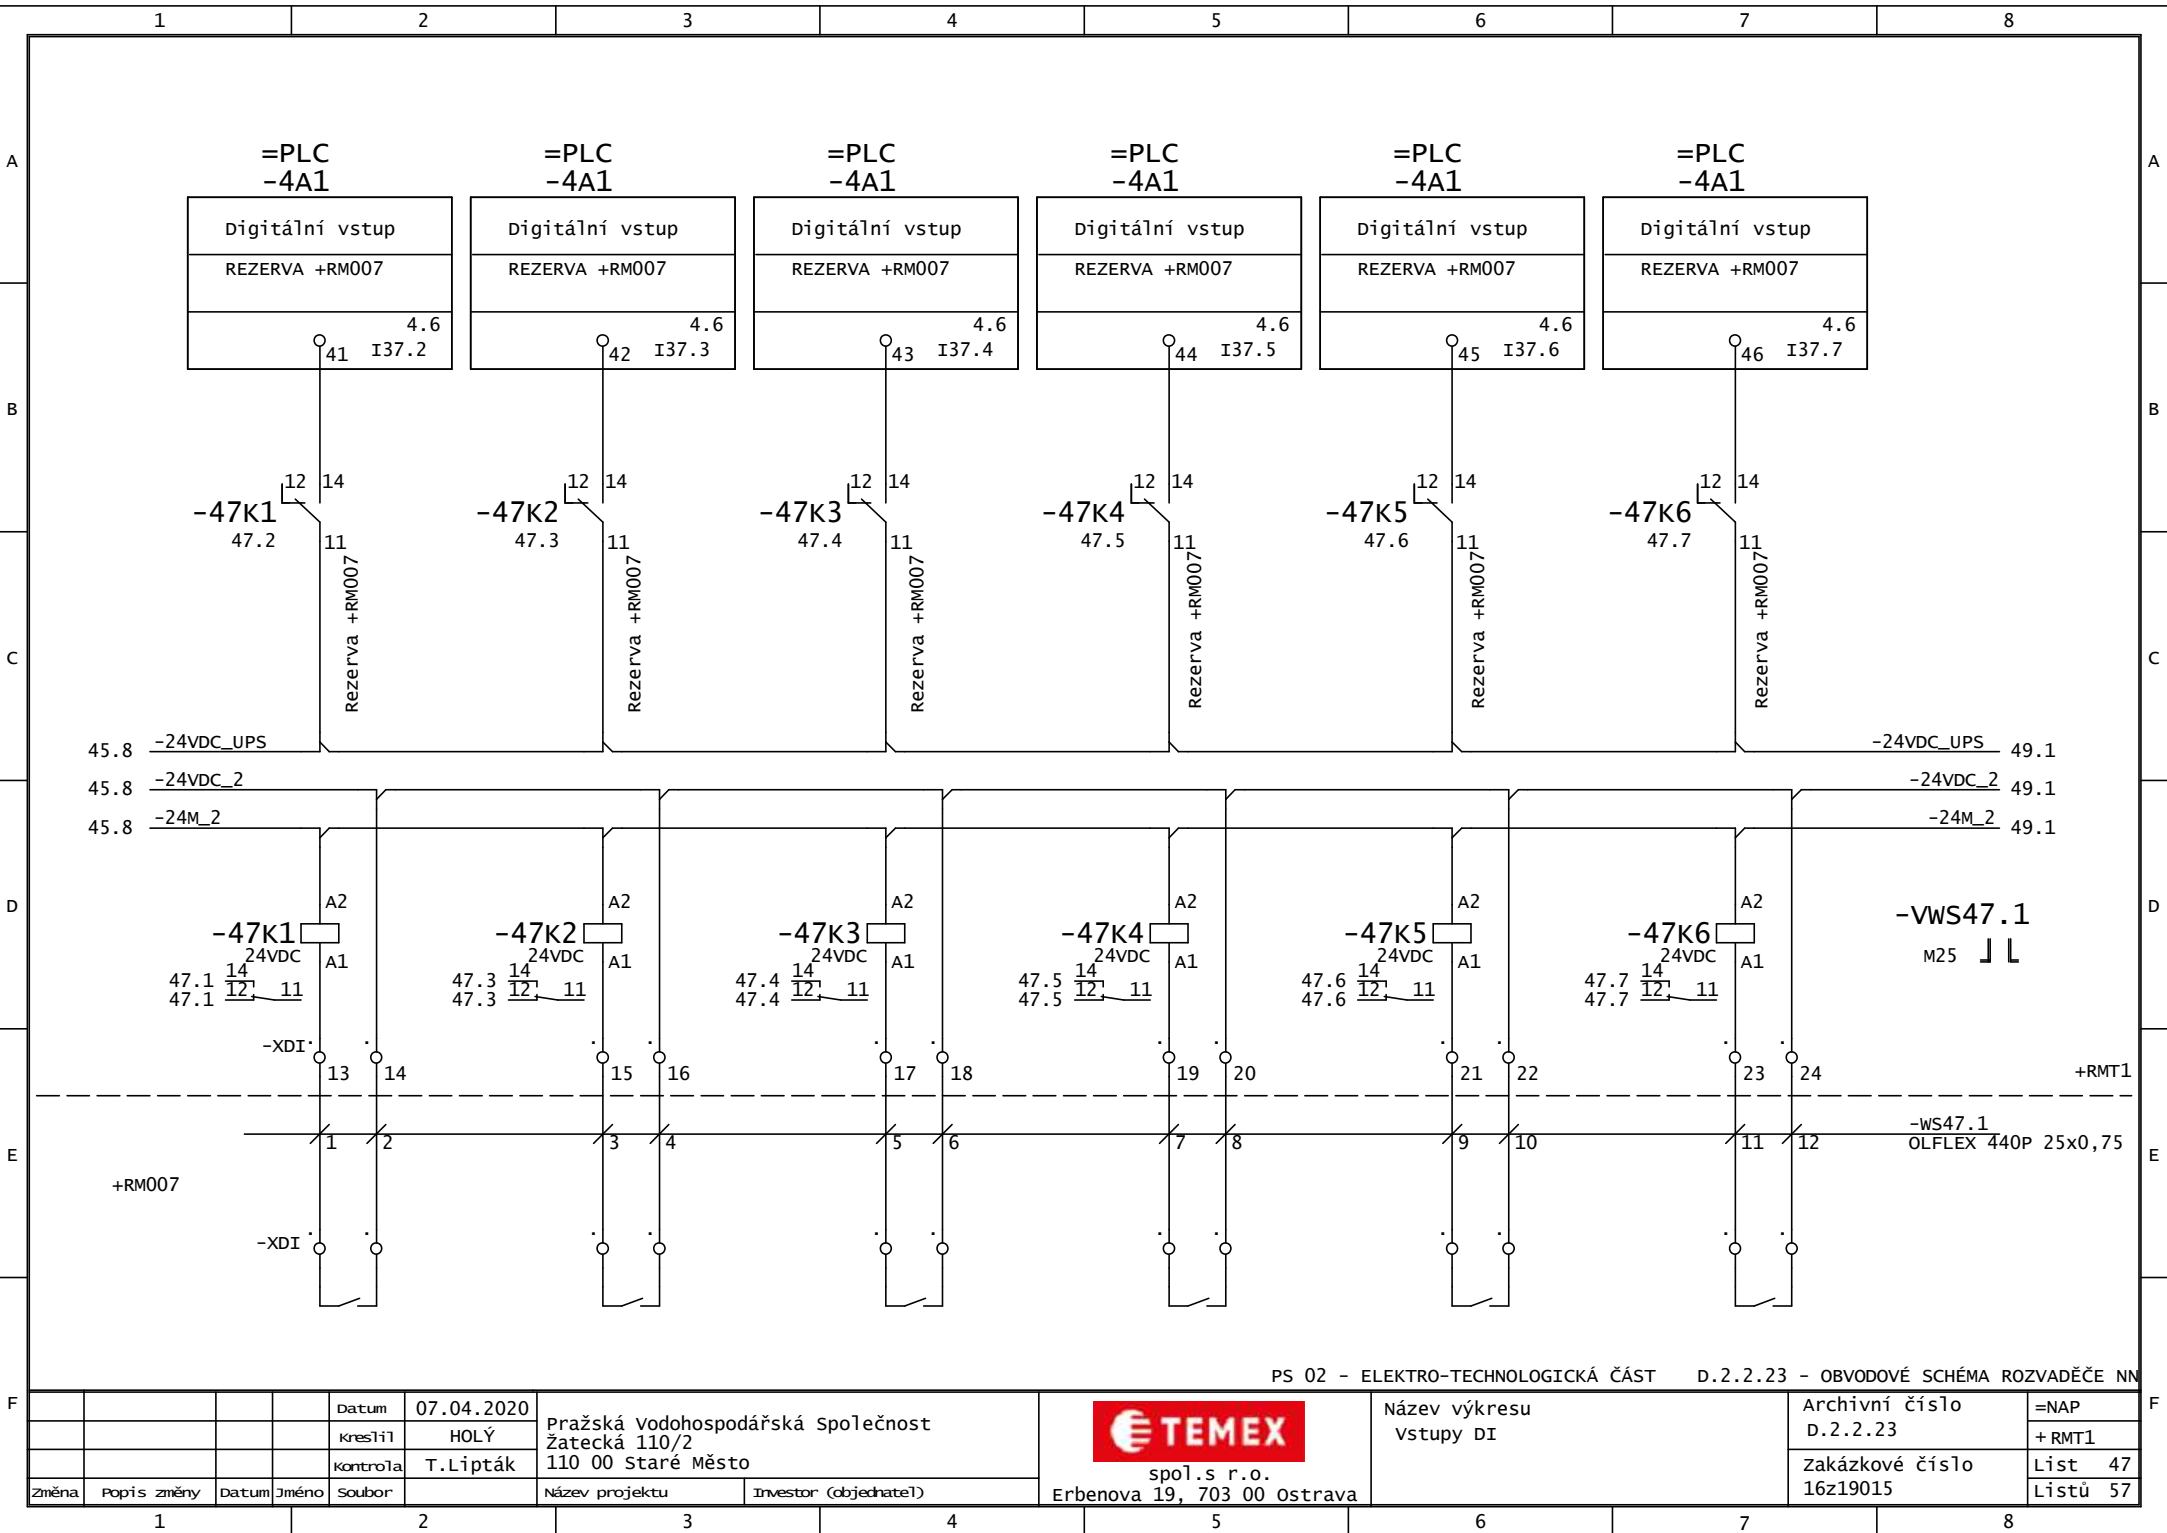 1 2 3 4 5 6 7 8
A A
=PLC =PLC =PLC =PLC =PLC =PLC
-4A1 -4A1 -4A1 -4A1 -4A1 -4A1
Digitální vstup Digitální vstup Digitální vstup Digitální vstup Digitální vstup Digitální vstup
REZERVA +RM007 REZERVA +RM007 REZERVA +RM007 REZERVA +RM007 REZERVA +RM007 REZERVA +RM007
4.6 4.6 4.6 4.6 4.6 4.6
41 I37.2 42 I37.3 43 I37.4 44 I37.5 45 I37.6 46 I37.7
B B
12 14 12 14 12 14 12 14 12 14 12 14
-47K1 -47K2 -47K3 -47K4 -47K5 -47K6
47.2 11 47.3 11 47.4 11 47.5 11 47.6 11 47.7 11
Rezerva +RM007 Rezerva +RM007 Rezerva +RM007 Rezerva +RM007 Rezerva +RM007 Rezerva +RM007
C C
45.8 -24VDC_UPS -24VDC_UPS 49.1
45.8 -24VDC_2 -24VDC_2 49.1
45.8 -24M_2 -24M_2 49.1
D D
A2 A2 A2 A2 A2 A2
-47K1 -47K2 -47K3 -47K4 -47K5 -47K6 -VWS47.1
24VDC 24VDC 24VDC 24VDC 24VDC 24VDC M25
A1 A1 A1 A1 A1 A1
47.1 14 47.3 14 47.4 14 47.5 14 47.6 14 47.7 14
47.1 12 11 47.3 12 11 47.4 12 11 47.5 12 11 47.6 12 11 47.7 12 11
-XDI
13 14 15 16 17 18 19 20 21 22 23 24 +RMT1
1 2 3 4 5 6 7 8 9 10 11 12 -WS47.1
OLFLEX 440P 25x0,75
E E
+RM007
-XDI
PS 02 - ELEKTRO-TECHNOLOGICKÁ ČÁST D.2.2.23 - OBVODOVÉ SCHÉMA ROZVADĚČE NN
F F
Datum 07.04.2020
Kreslil HOLÝ
Kontrola T.Lipták
Změna Popis změny Datum Jméno Soubor
Pražská Vodohospodářská Společnost
Žatecká 110/2
110 00 Staré Město
Název projektu Investor (objednatel)
TEMEX
spol.s r.o.
Erbenova 19, 703 00 Ostrava
Název výkresu
Vstupy DI
Archivní číslo
D.2.2.23
Zakázkové číslo
16z19015
=NAP
+RMT1
List 47
Listů 57
1 2 3 4 5 6 7 8